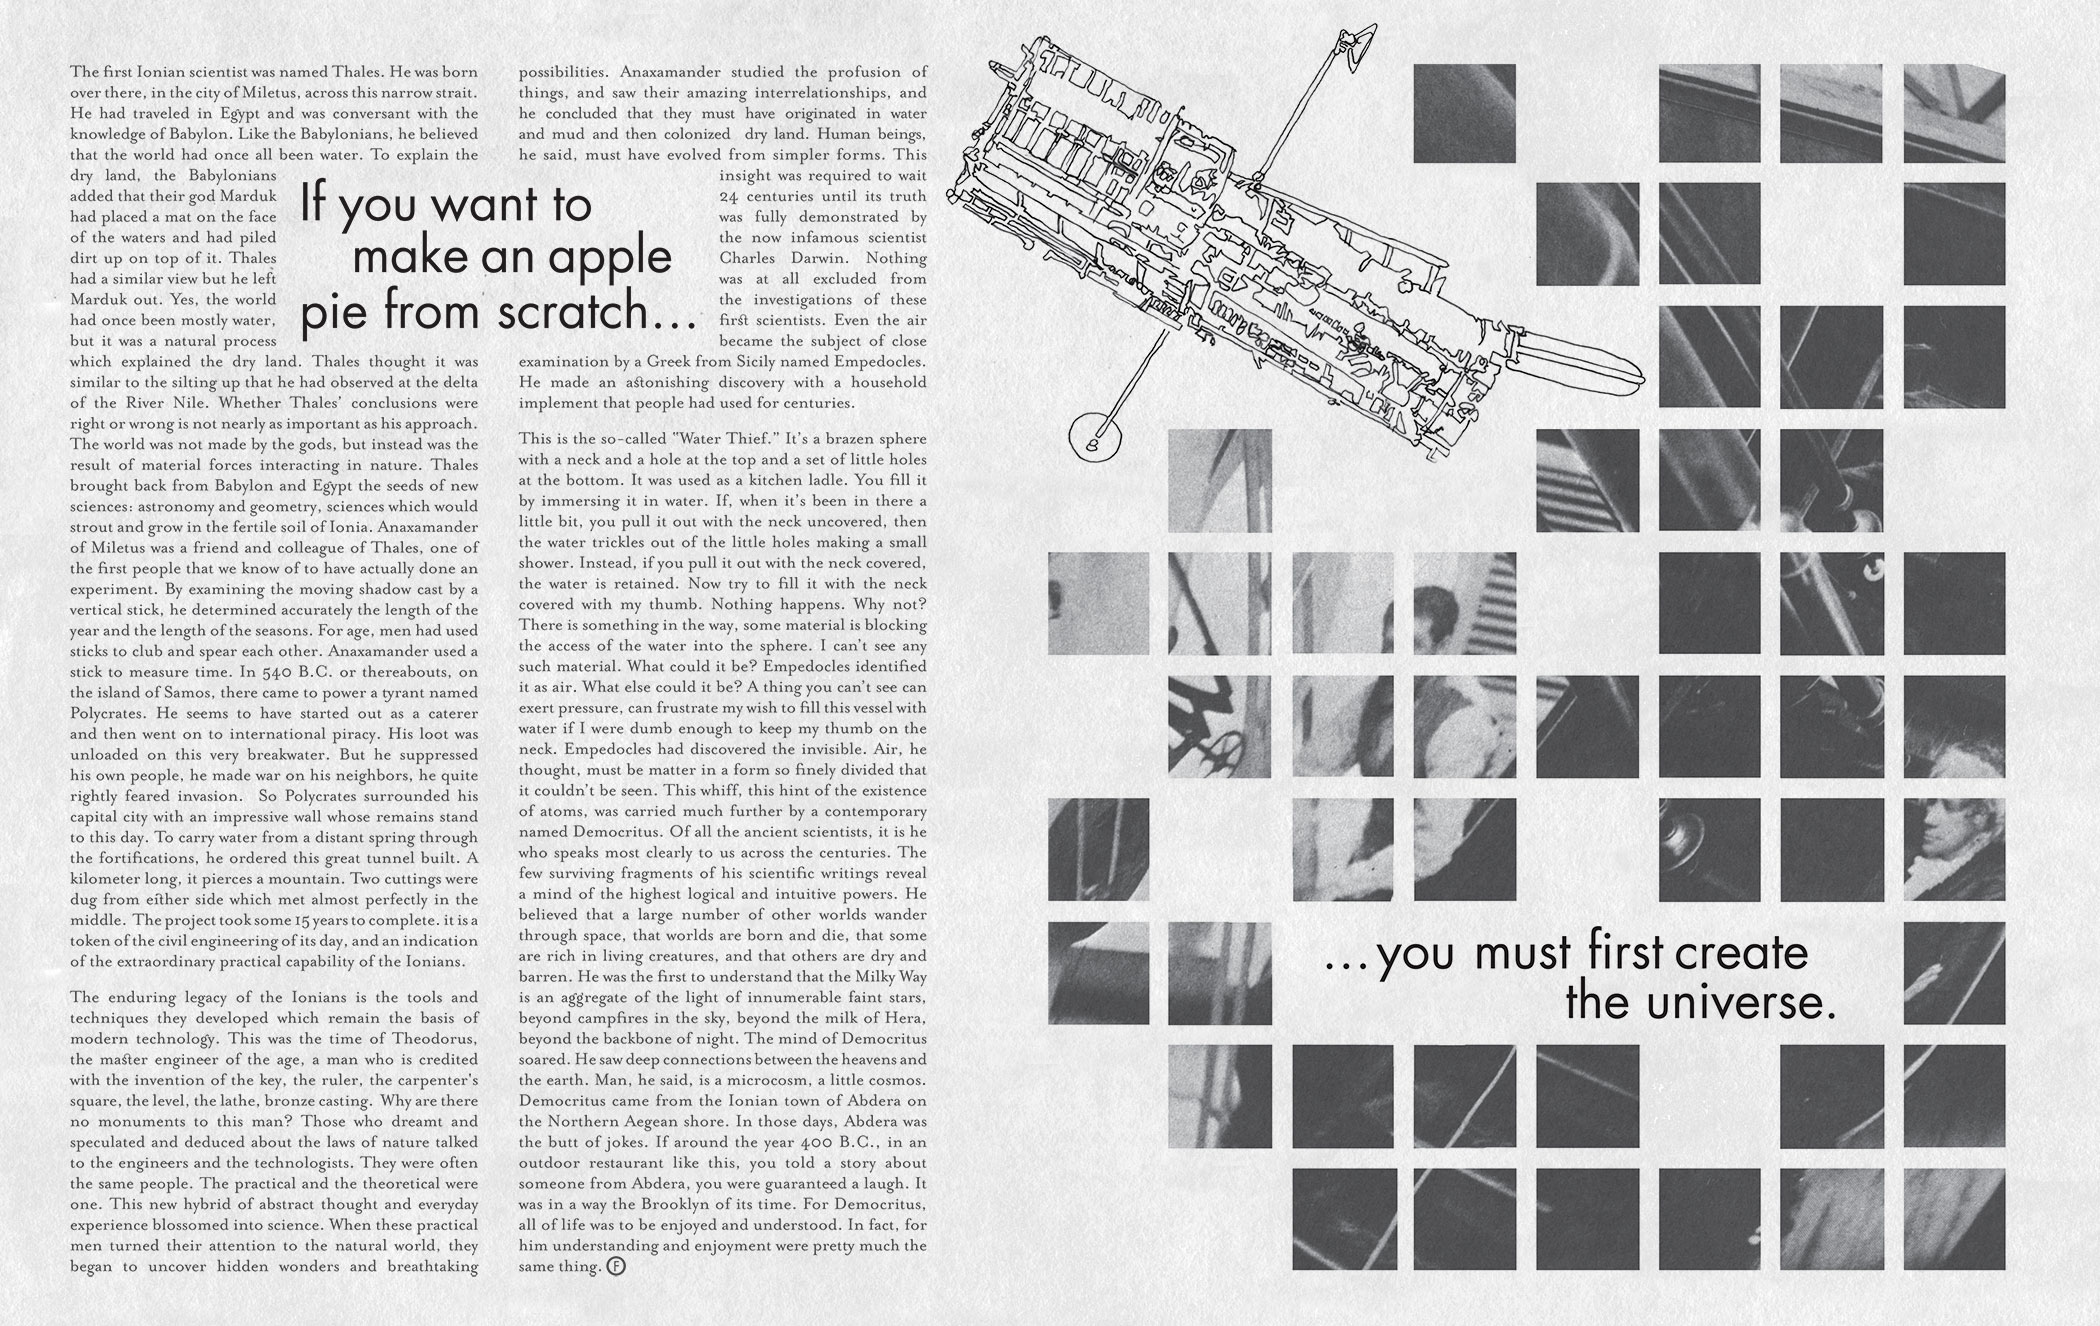 The first Ionian scientist was named Thales. He was born
over there, in the city of Miletus, across this narrow strait.
He had traveled in Egypt and was conversant with the
knowledge of Babylon. Like the Babylonians, he believed
that the world had once all been water. To explain the
dry land, the Babylonians
added that their god Marduk
had placed a mat on the face
of the waters and had piled
dirt up on top of it. Thales
had a similar view but he left
Marduk out. Yes, the world
had once been mostly water,
but it was a natural process
which explained the dry land. Thales thought it was
similar to the silting up that he had observed at the delta
of the River Nile. Whether Thales' conclusions were
right or wrong is not nearly as important as his approach.
The world was not made by the gods, but instead was the
result of material forces interacting in nature. Thales
brought back from Babylon and Egypt the seeds of new
sciences: astronomy and geometry, sciences which would
strout and grow in the fertile soil of Ionia. Anaxamander
of Miletus was a friend and colleague of Thales, one of
the first people that we know of to have actually done an
experiment. By examining the moving shadow cast by a
vertical stick, he determined accurately the length of the
year and the length of the seasons. For age, men had used
sticks to club and spear each other. Anaxamander used a
stick to measure time. In 540 B.C. or thereabouts, on
the island of Samos, there came to power a tyrant named
Polycrates. He seems to have started out as a caterer
and then went on to international piracy. His loot was
unloaded on this very breakwater. But he suppressed
his own people, he made war on his neighbors, he quite
rightly feared invasion. So Polycrates surrounded his
capital city with an impressive wall whose remains stand
to this day. To carry water from a distant spring through
the fortifications, he ordered this great tunnel built. A
kilometer long, it pierces a mountain. Two cuttings were
dug from either side which met almost perfectly in the
middle. The project took some 15 years to complete. it is a
token of the civil engineering of its day, and an indication
of the extraordinary practical capability of the Ionians.
The enduring legacy of the Ionians is the tools and
techniques they developed which remain the basis of
modern technology. This was the time of Theodorus,
the master engineer of the age, a man who is credited
with the invention of the key, the ruler, the carpenter's
square, the level, the lathe, bronze casting. Why are there
no monuments to this man? Those who dreamt and
speculated and deduced about the laws of nature talked
to the engineers and the technologists. They were often
the same people. The practical and the theoretical were
one. This new hybrid of abstract thought and everyday
experience blossomed into science. When these practical
men turned their attention to the natural world, they
began to uncover hidden wonders and breathtaking
If you want to
make an apple
pie from scratch...
possibilities. Anaxamander studied the profusion of
things, and saw their amazing interrelationships, and
he concluded that they must have originated in water
and mud and then colonized dry land. Human beings,
he said, must have evolved from simpler forms. This
insight was required to wait
24 centuries until its truth
was fully demonstrated by
the now infamous scientist
Charles Darwin. Nothing
was at all excluded from
the investigations of these
first scientists. Even the air
became the subject of close
examination by a Greek from Sicily named Empedocles.
He made an astonishing discovery with a household
implement that people had used for centuries.
This is the so-called "Water Thief." It's a brazen sphere
with a neck and a hole at the top and a set of little holes
at the bottom. It was used as a kitchen ladle. You fill it
by immersing it in water. If, when it's been in there a
little bit, you pull it out with the neck uncovered, then
the water trickles out of the little holes making a small
shower. Instead, if you pull it out with the neck covered,
the water is retained. Now try to fill it with the neck
covered with my thumb. Nothing happens. Why not?
There is something in the way, some material is blocking
the access of the water into the sphere. I can't see any
such material. What could it be? Empedocles identified
it as air. What else could it be? A thing you can't see can
exert pressure, can frustrate my wish to fill this vessel with
water if I were dumb enough to keep my thumb on the
neck. Empedocles had discovered the invisible. Air, he
thought, must be matter in a form so finely divided that
it couldn't be seen. This whiff, this hint of the existence
of atoms, was carried much further by a contemporary
named Democritus. Of all the ancient scientists, it is he
who speaks most clearly to us across the centuries. The
few surviving fragments of his scientific writings reveal
a mind of the highest logical and intuitive powers. He
believed that a large number of other worlds wander
through space, that worlds are born and die, that some
are rich in living creatures, and that others are dry and
barren. He was the first to understand that the Milky Way
is an aggregate of the light of innumerable faint stars,
beyond campfires in the sky, beyond the milk of Hera,
beyond the backbone of night. The mind of Democritus
soared. He saw deep connections between the heavens and
the earth. Man, he said, is a microcosm, a little cosmos.
Democritus came from the Ionian town of Abdera on
the Northern Aegean shore. In those days, Abdera was
the butt of jokes. If around the year 400 B.C., in an
outdoor restaurant like this, you told a story about
someone from Abdera, you were guaranteed a laugh. It
was in a way the Brooklyn of its time. For Democritus,
all of life was to be enjoyed and understood. In fact, for
him understanding and enjoyment were pretty much the
same thing. F
...you must first create
the universe.